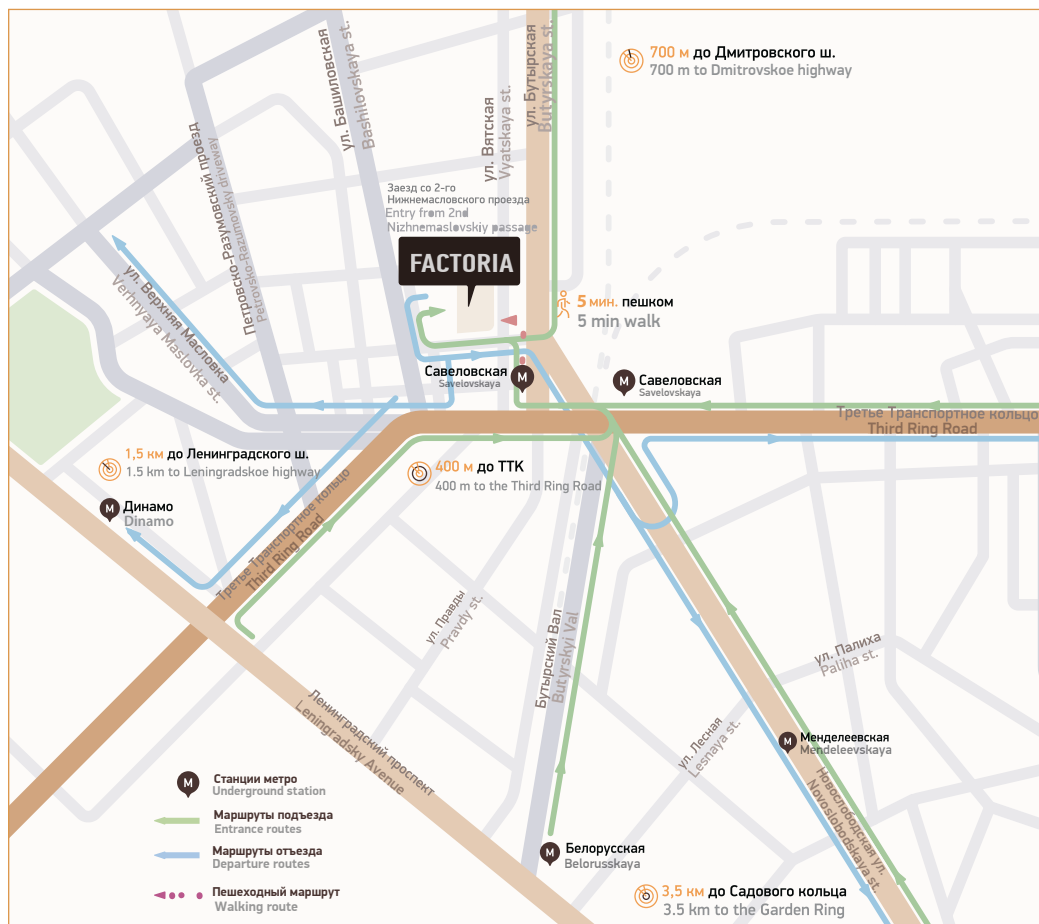 700 м до Дмитровского ш.
700 m to Dmitrovskoe highway
ул. Бутырская
Butyrskaya st.
ул. Башиловская
Bashilovskaya st.
ул. Вятская
Vyatskaya st.
Петровско-Разумовский проезд
Petrovsko-Razumovsky driveway
Заезд со 2-го
Нижнемасловского проезда
Entry from 2nd
Nizhnemaslovskiy passage
FACTORIA
ул. Верхняя Масловка
Verhnyaya Maslovka st.
5 мин. пешком
5 min walk
М
Савеловская
Savelovskaya
М
Савеловская
Savelovskaya
Третье Транспортное кольцо
Third Ring Road
1,5 км до Ленинградского ш.
1.5 km to Leningradskoe highway
400 м до ТТК
400 m to the Third Ring Road
М
Динамо
Dinamo
Третье Транспортное кольцо
Third Ring Road
ул. Правды
Pravdy st.
Бутырский Вал
Butyrskyi Val
ул. Палиха
Paliha st.
ул. Лесная
Lesnaya st.
М
Менделеевская
Mendeleevskaya
Ленинградский проспект
Leningradsky Avenue
Новослободская ул.
Novoslobodskaya st.
М
Станции метро
Underground station
Маршруты подъезда
Entrance routes
Маршруты отъезда
Departure routes
Пешеходный маршрут
Walking route
М
Белорусская
Belorusskaya
3,5 км до Садового кольца
3.5 km to the Garden Ring